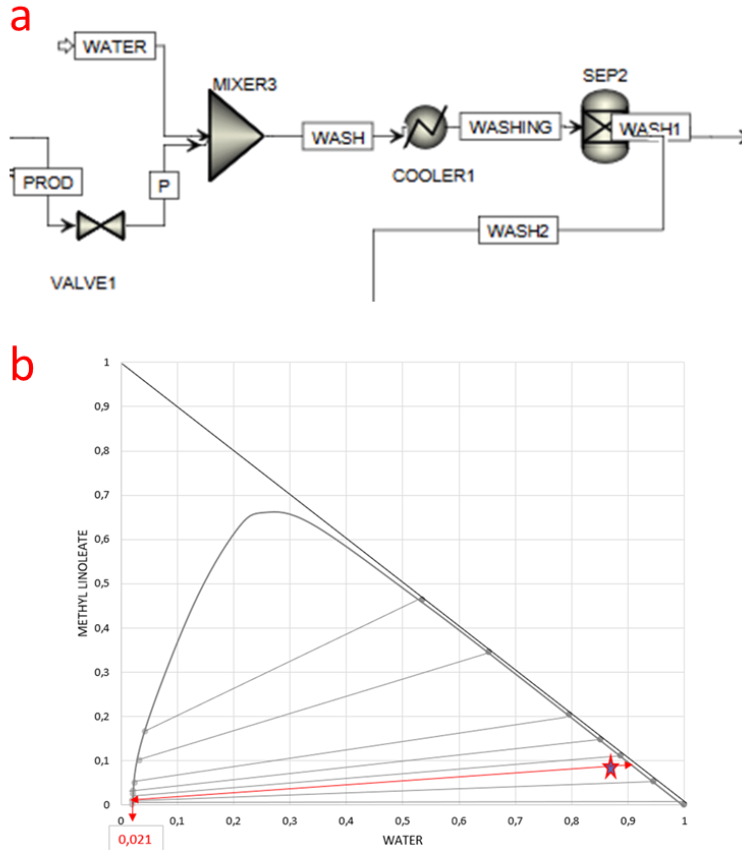 a
WATER
MIXER3
SEP2
WASH
WASHING
WASH1
COOLER1
PROD
P
WASH2
VALVE1
b
1
0,9
0,8
0,7
0,6
0,5
0,4
0,3
0,2
0,1
0
METHYL LINOLEATE
0 0,1 0,2 0,3 0,4 0,5 0,6 0,7 0,8 0,9 1
0,021
WATER